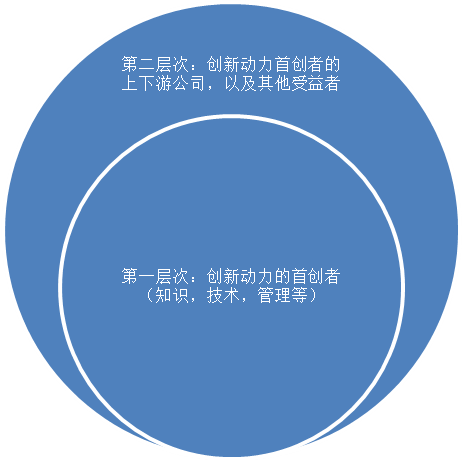 第二层次：创新动力首创者的
上下游公司，以及其他受益者
第一层次：创新动力的首创者
（知识，技术，管理等）